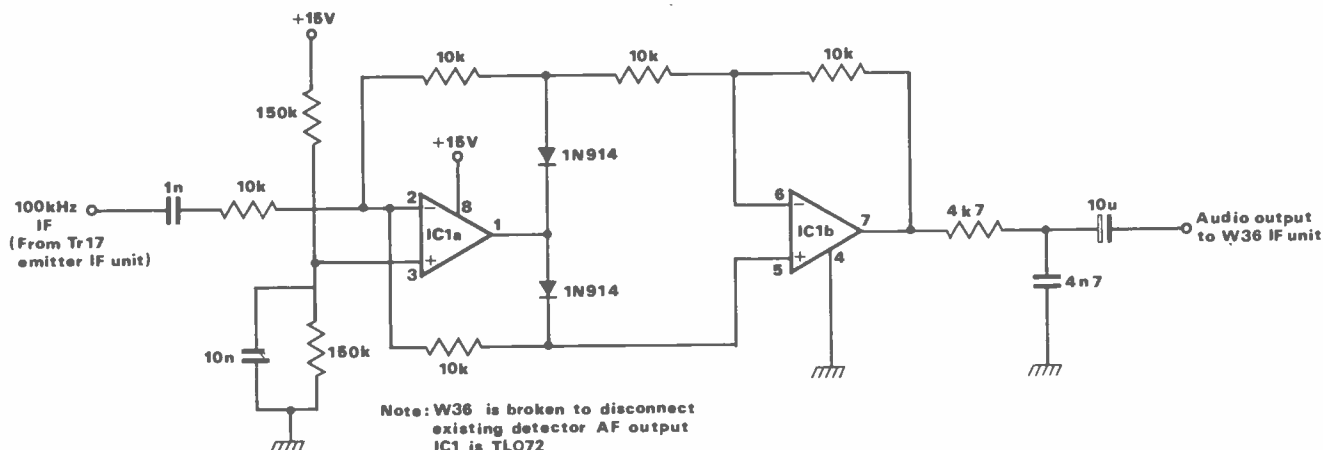 +15V
10k
10k
10k
150k
+15V
1N914
1n
10k
100kHz
IF
(From Tr17
emitter IF unit)
2
8
1
IC1a
3
6
7
IC1b
5
4
4k7
10u
Audio output
to W36 IF unit
1N914
4n7
10n
150k
10k
Note: W36 is broken to disconnect
existing detector AF output
IC1 is TL072